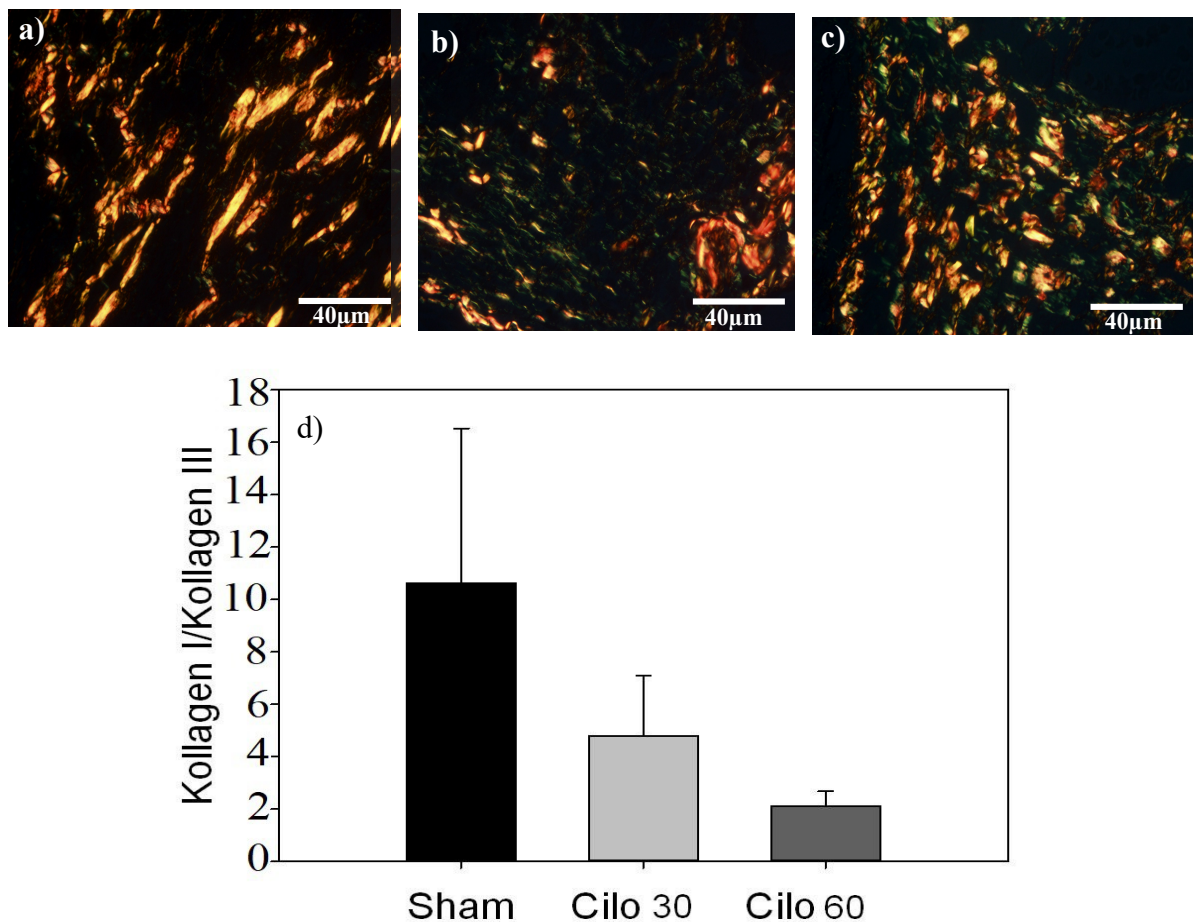 a)
b)
c)
40µm
40µm
40µm
d)
Kollagen I/Kollagen III
18
16
14
12
10
8
6
4
2
0
Sham Cilo 30 Cilo 60